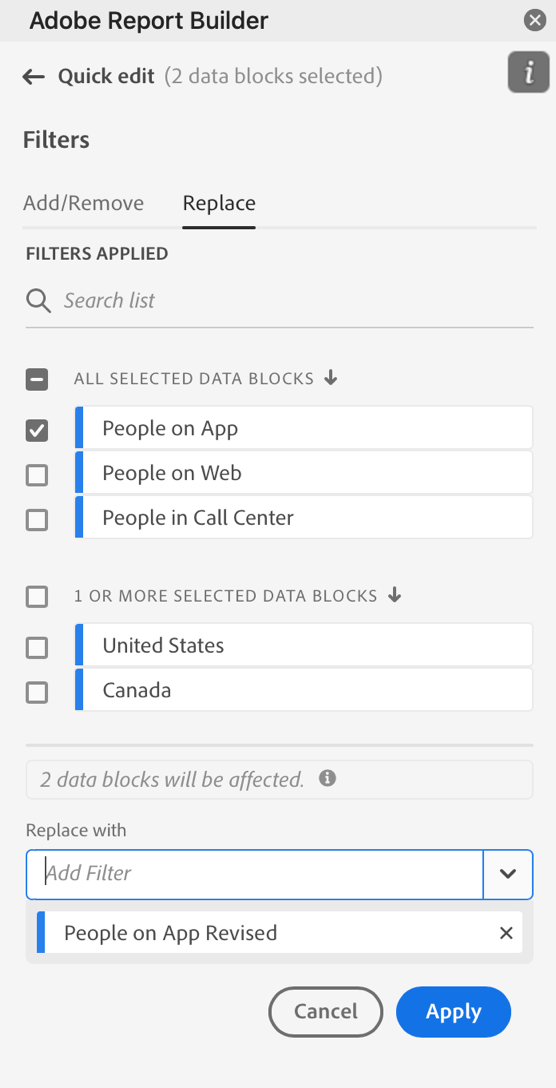 Adobe Report Builder
Quick edit (2 data blocks selected)
Filters
Add/Remove Replace
FILTERS APPLIED
Search list
ALL SELECTED DATA BLOCKS
People on App
People on Web
People in Call Center
1 OR MORE SELECTED DATA BLOCKS
United States
Canada
2 data blocks will be affected.
Replace with
Add Filter
People on App Revised
Cancel Apply